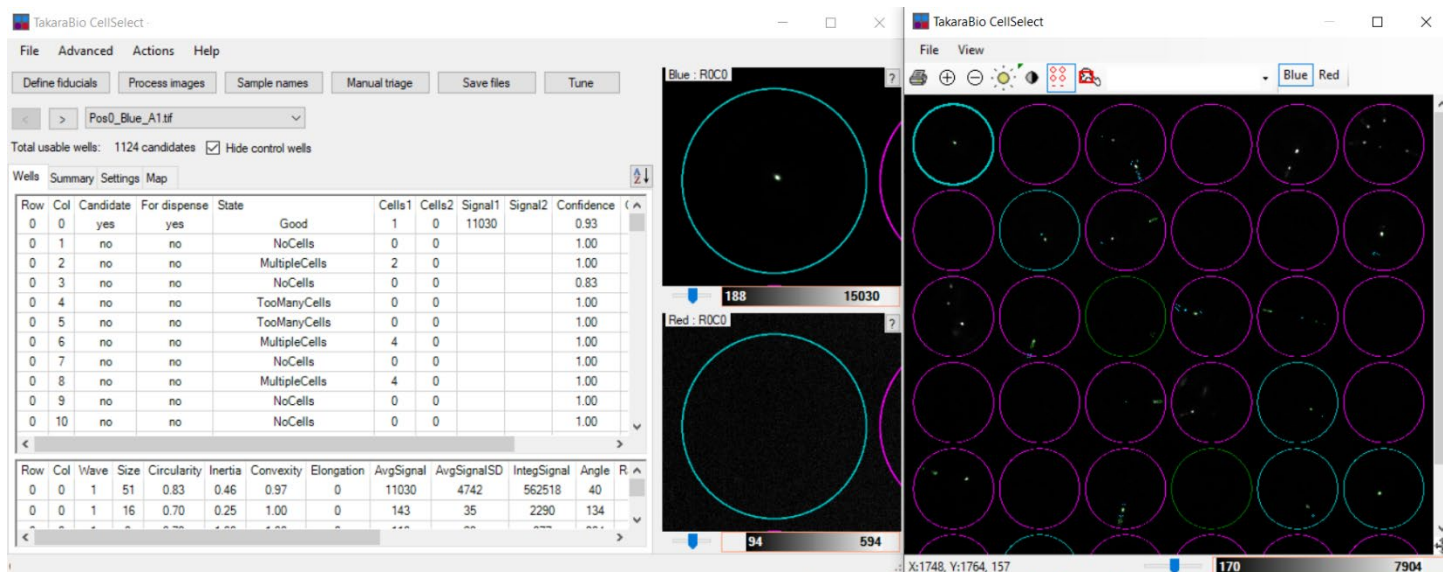 TakaraBio CellSelect -
File Advanced Actions Help
Define fiducials Process images Sample names Manual triage Save files Tune
< > Pos0_Blue_A1.tif
Total usable wells: 1124 candidates Hide control wells
Wells Summary Settings Map
Row Col Candidate For dispense State Cells1 Cells2 Signal1 Signal2 Confidence
0 0 yes yes Good 1 0 11030 0.93
0 1 no no NoCells 0 0 1.00
0 2 no no MultipleCells 2 0 1.00
0 3 no no NoCells 0 0 0.83
0 4 no no TooManyCells 0 0 1.00
0 5 no no TooManyCells 0 0 1.00
0 6 no no MultipleCells 4 0 1.00
0 7 no no NoCells 0 0 1.00
0 8 no no MultipleCells 4 0 1.00
0 9 no no NoCells 0 0 1.00
0 10 no no NoCells 0 0 1.00
Row Col Wave Size Circularity Inertia Convexity Elongation AvgSignal AvgSignalSD IntegSignal Angle
0 0 1 51 0.83 0.46 0.97 0 11030 4742 562518 40
0 0 1 16 0.70 0.25 1.00 0 143 35 2290 134
Blue : R0C0 ?
188 15030
Red : R0C0 ?
94 594
TakaraBio CellSelect
File View
Blue Red
X:1748, Y:1764, 157
170 7904